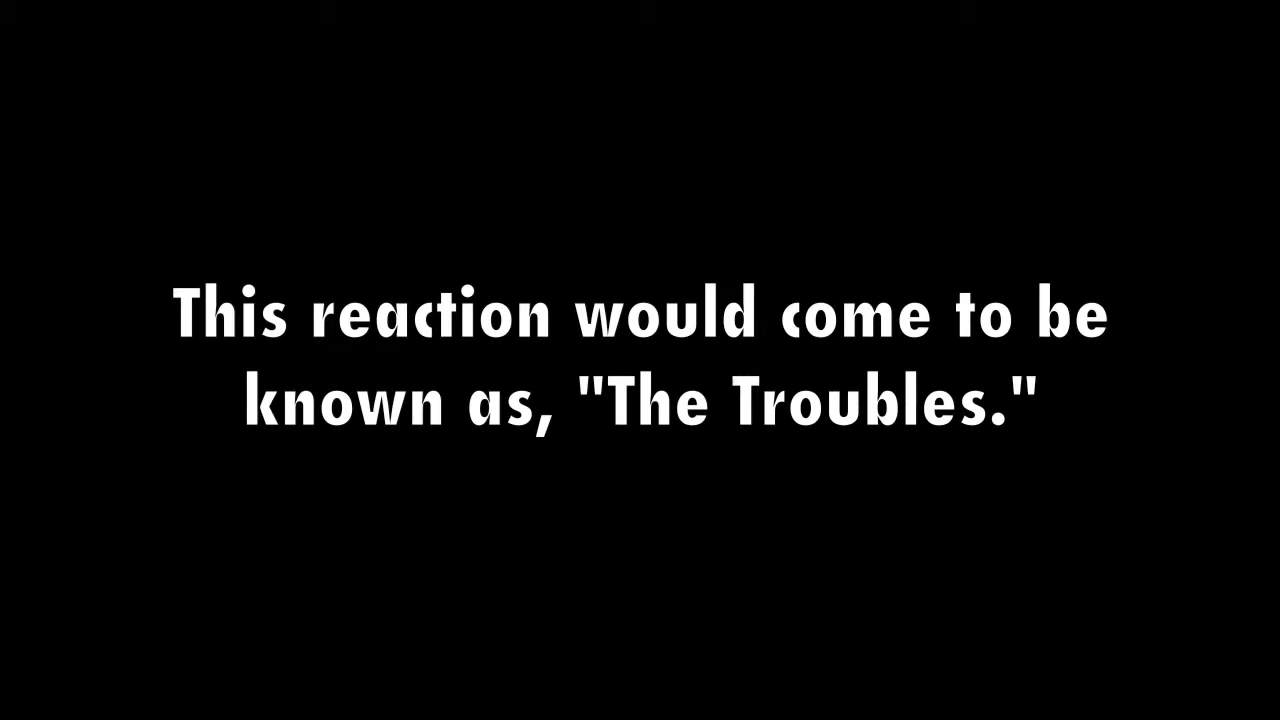 This reaction would come to be
known as, "The Troubles."